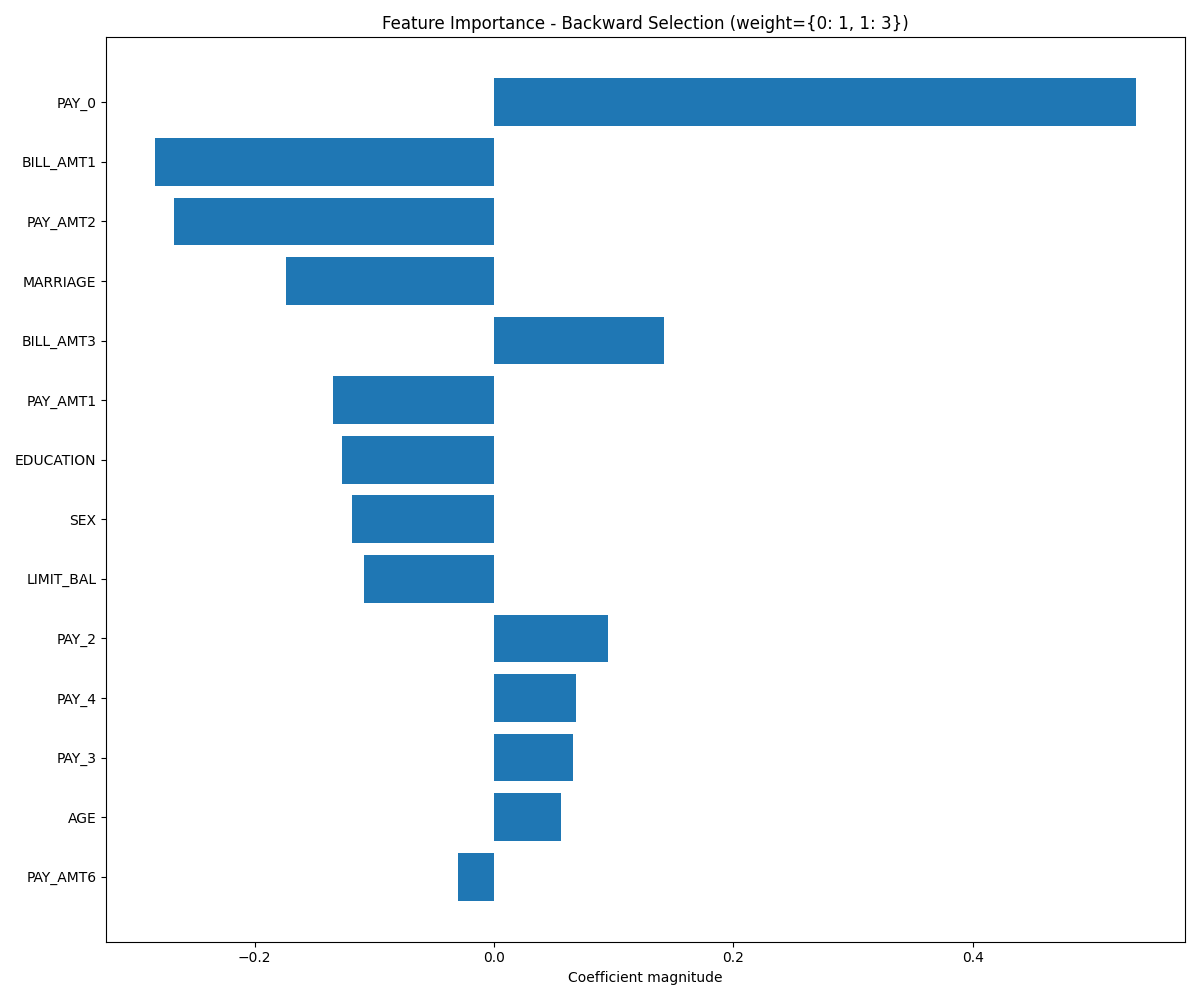 Feature Importance - Backward Selection (weight={0: 1, 1: 3})
PAY_0
BILL_AMT1
PAY_AMT2
MARRIAGE
BILL_AMT3
PAY_AMT1
EDUCATION
SEX
LIMIT_BAL
PAY_2
PAY_4
PAY_3
AGE
PAY_AMT6
−0.2 0.0 0.2 0.4
Coefficient magnitude